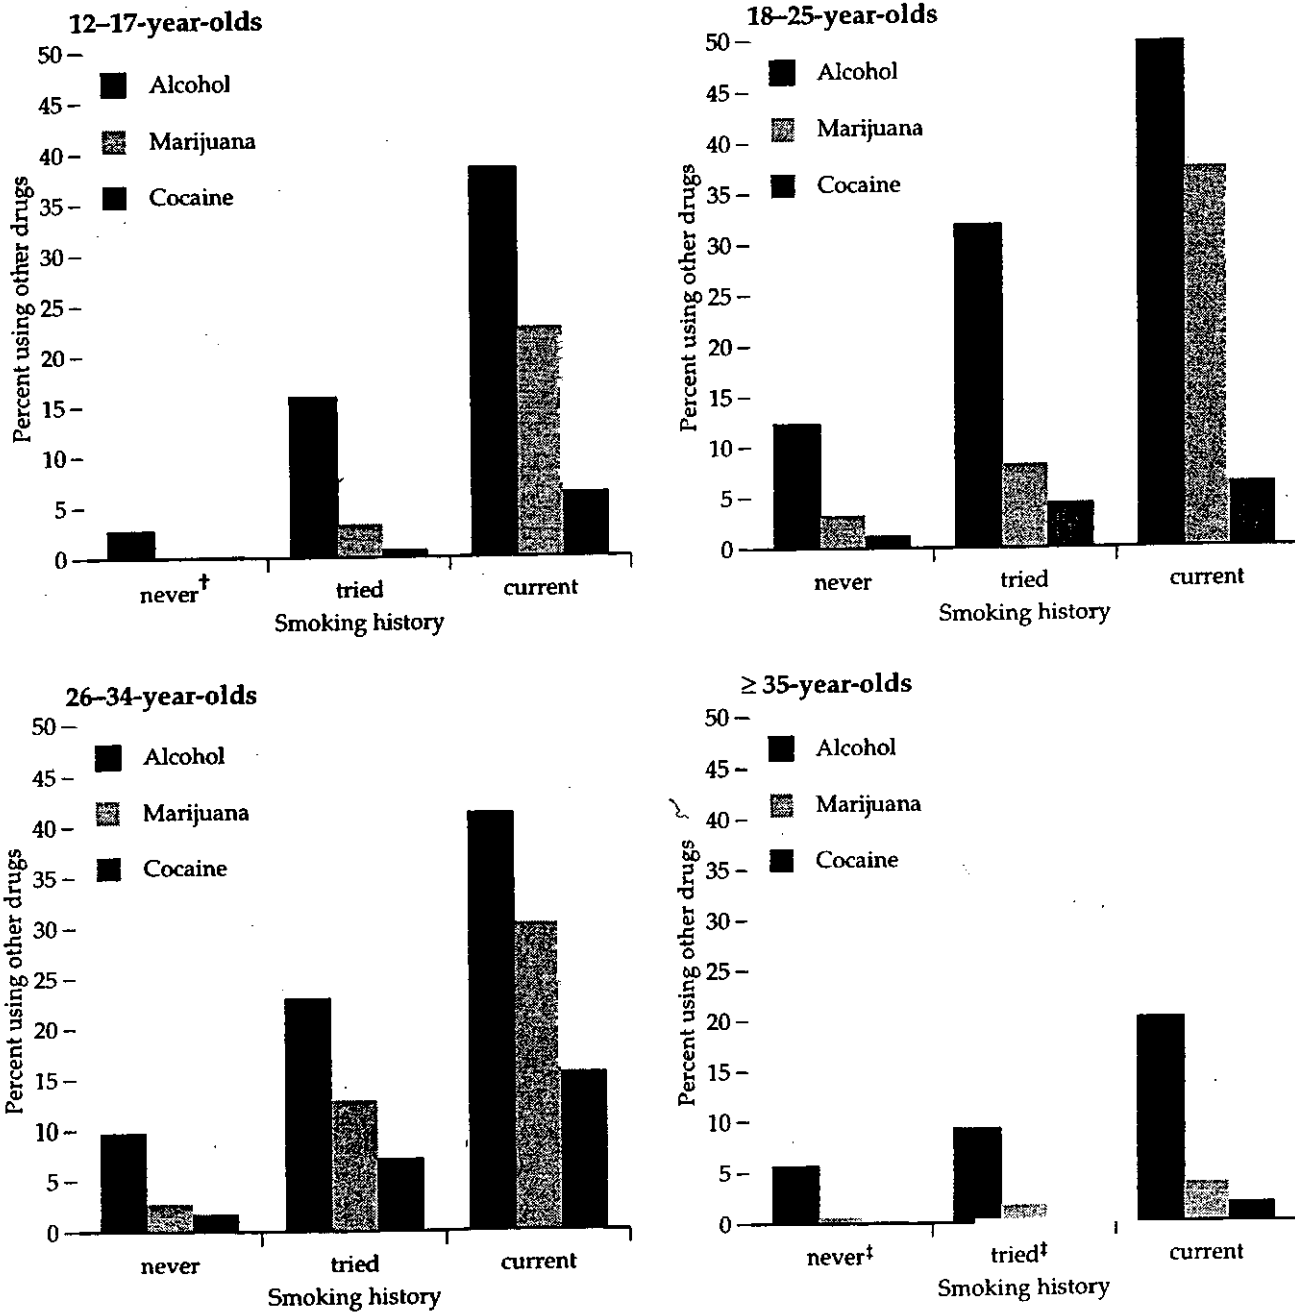 12–17-year-olds
50
45
40
35
30
25
20
15
10
5
0
Percent using other drugs
Alcohol
Marijuana
Cocaine
never† tried current
Smoking history
18–25-year-olds
50
45
40
35
30
25
20
15
10
5
0
Percent using other drugs
Alcohol
Marijuana
Cocaine
never tried current
Smoking history
26–34-year-olds
50
45
40
35
30
25
20
15
10
5
0
Percent using other drugs
Alcohol
Marijuana
Cocaine
never tried current
Smoking history
≥ 35-year-olds
50
45
40
35
30
25
20
15
10
5
0
Percent using other drugs
Alcohol
Marijuana
Cocaine
never‡ tried‡ current
Smoking history